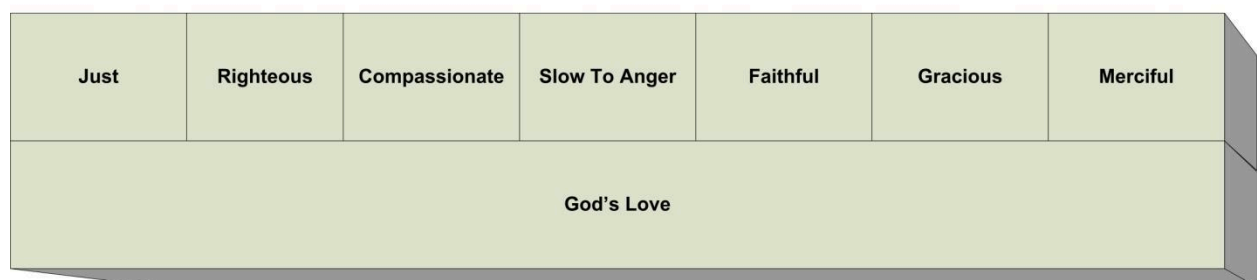 Just Righteous Compassionate Slow To Anger Faithful Gracious Merciful
God’s Love